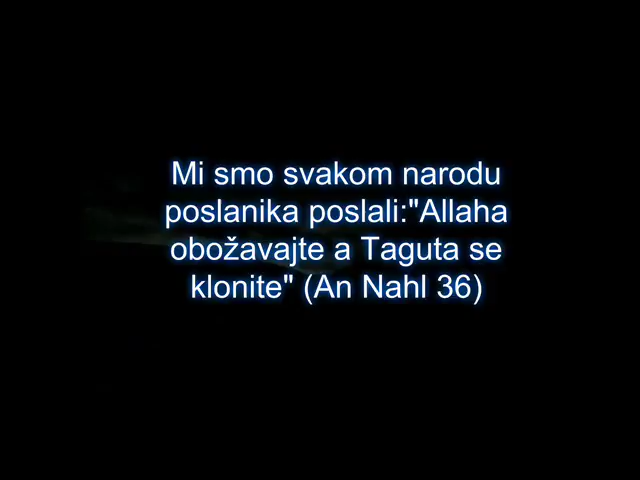 Mi smo svakom narodu
poslanika poslali:"Allaha
obožavajte a Taguta se
klonite" (An Nahl 36)